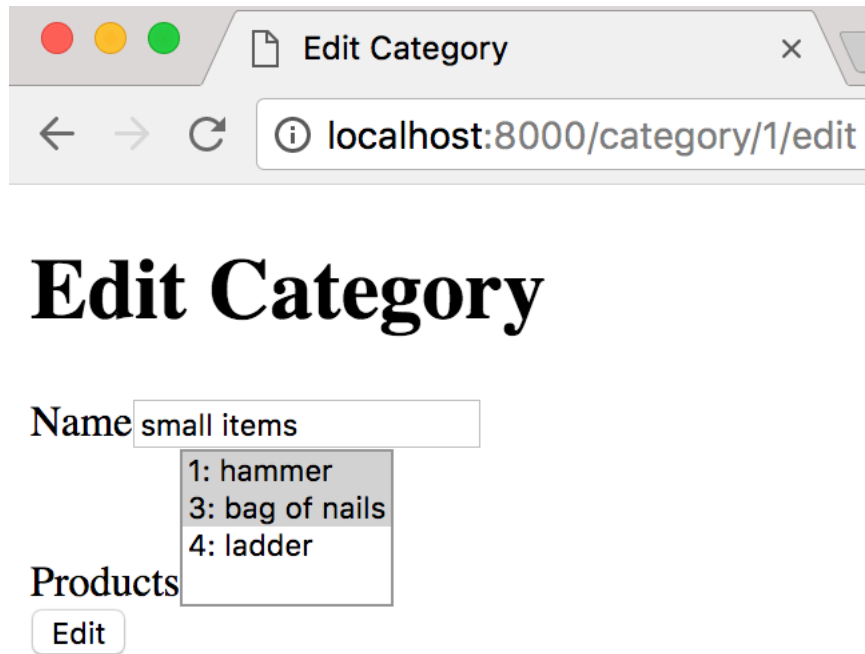 Edit Category
localhost:8000/category/1/edit
Edit Category
Name small items
1: hammer
3: bag of nails
4: ladder
Products
Edit